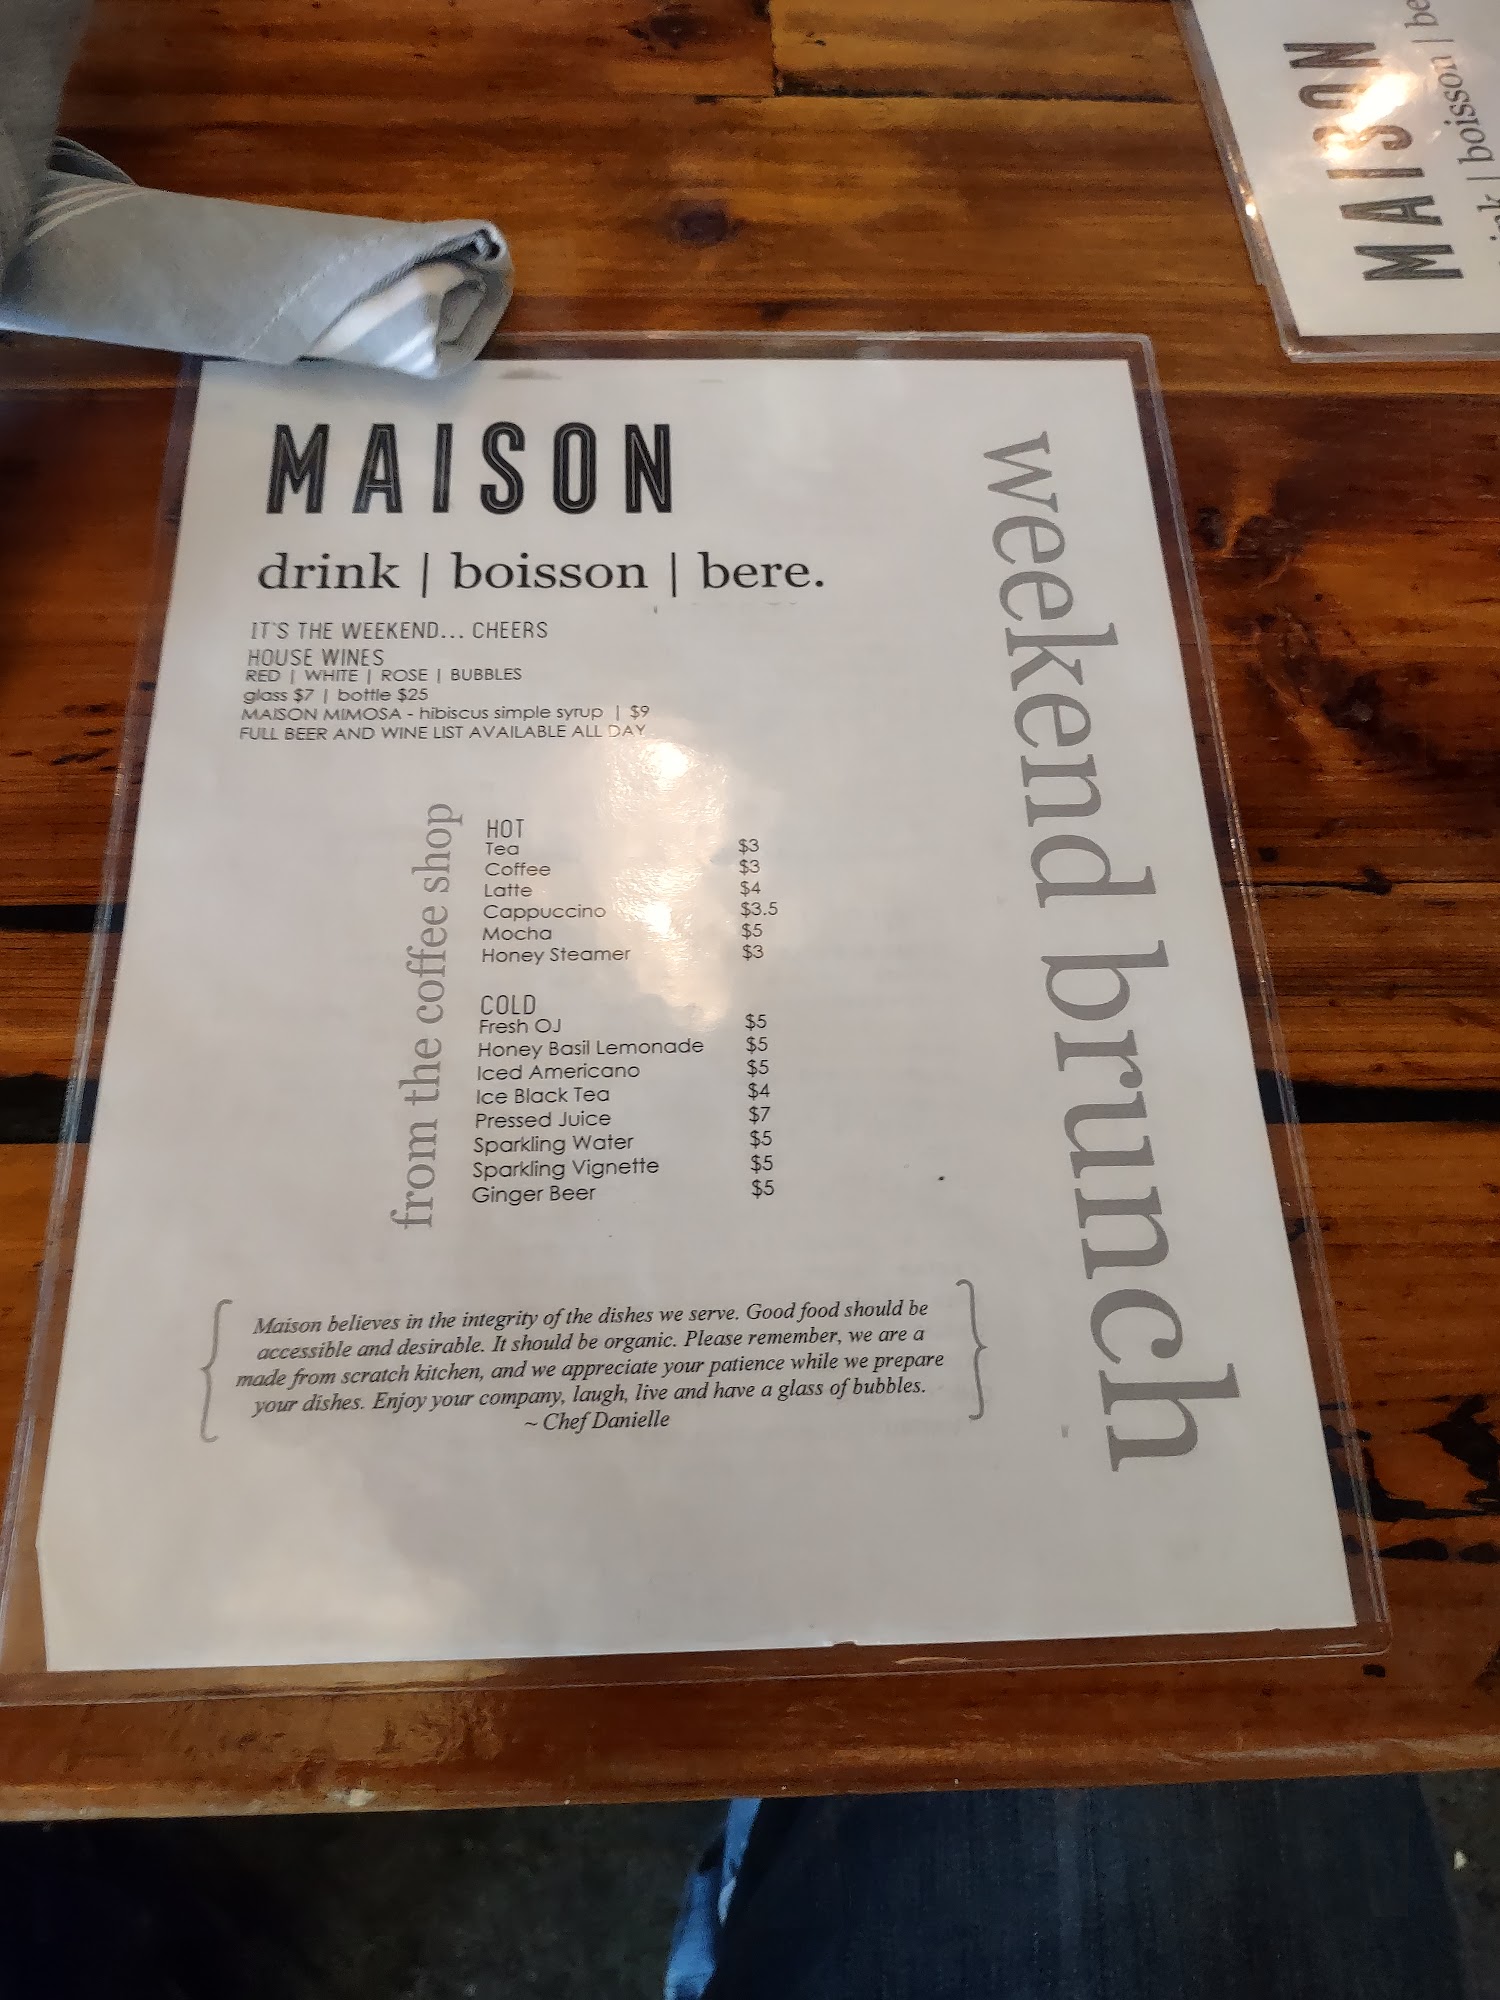 MAISON
drink | boisson | bere.
IT'S THE WEEKEND... CHEERS
HOUSE WINES
RED | WHITE | ROSE | BUBBLES
glass $7 | bottle $25
MAISON MIMOSA - hibiscus simple syrup | $9
FULL BEER AND WINE LIST AVAILABLE ALL DAY
from the coffee shop
HOT
Tea $3
Coffee $3
Latte $4
Cappuccino $3.5
Mocha $5
Honey Steamer $3
COLD
Fresh OJ $5
Honey Basil Lemonade $5
Iced Americano $5
Ice Black Tea $4
Pressed Juice $7
Sparkling Water $5
Sparkling Vignette $5
Ginger Beer $5
Maison believes in the integrity of the dishes we serve. Good food should be
accessible and desirable. It should be organic. Please remember, we are a
made from scratch kitchen, and we appreciate your patience while we prepare
your dishes. Enjoy your company, laugh, live and have a glass of bubbles.
~ Chef Danielle
weekend brunch
MAISON
| boisson |